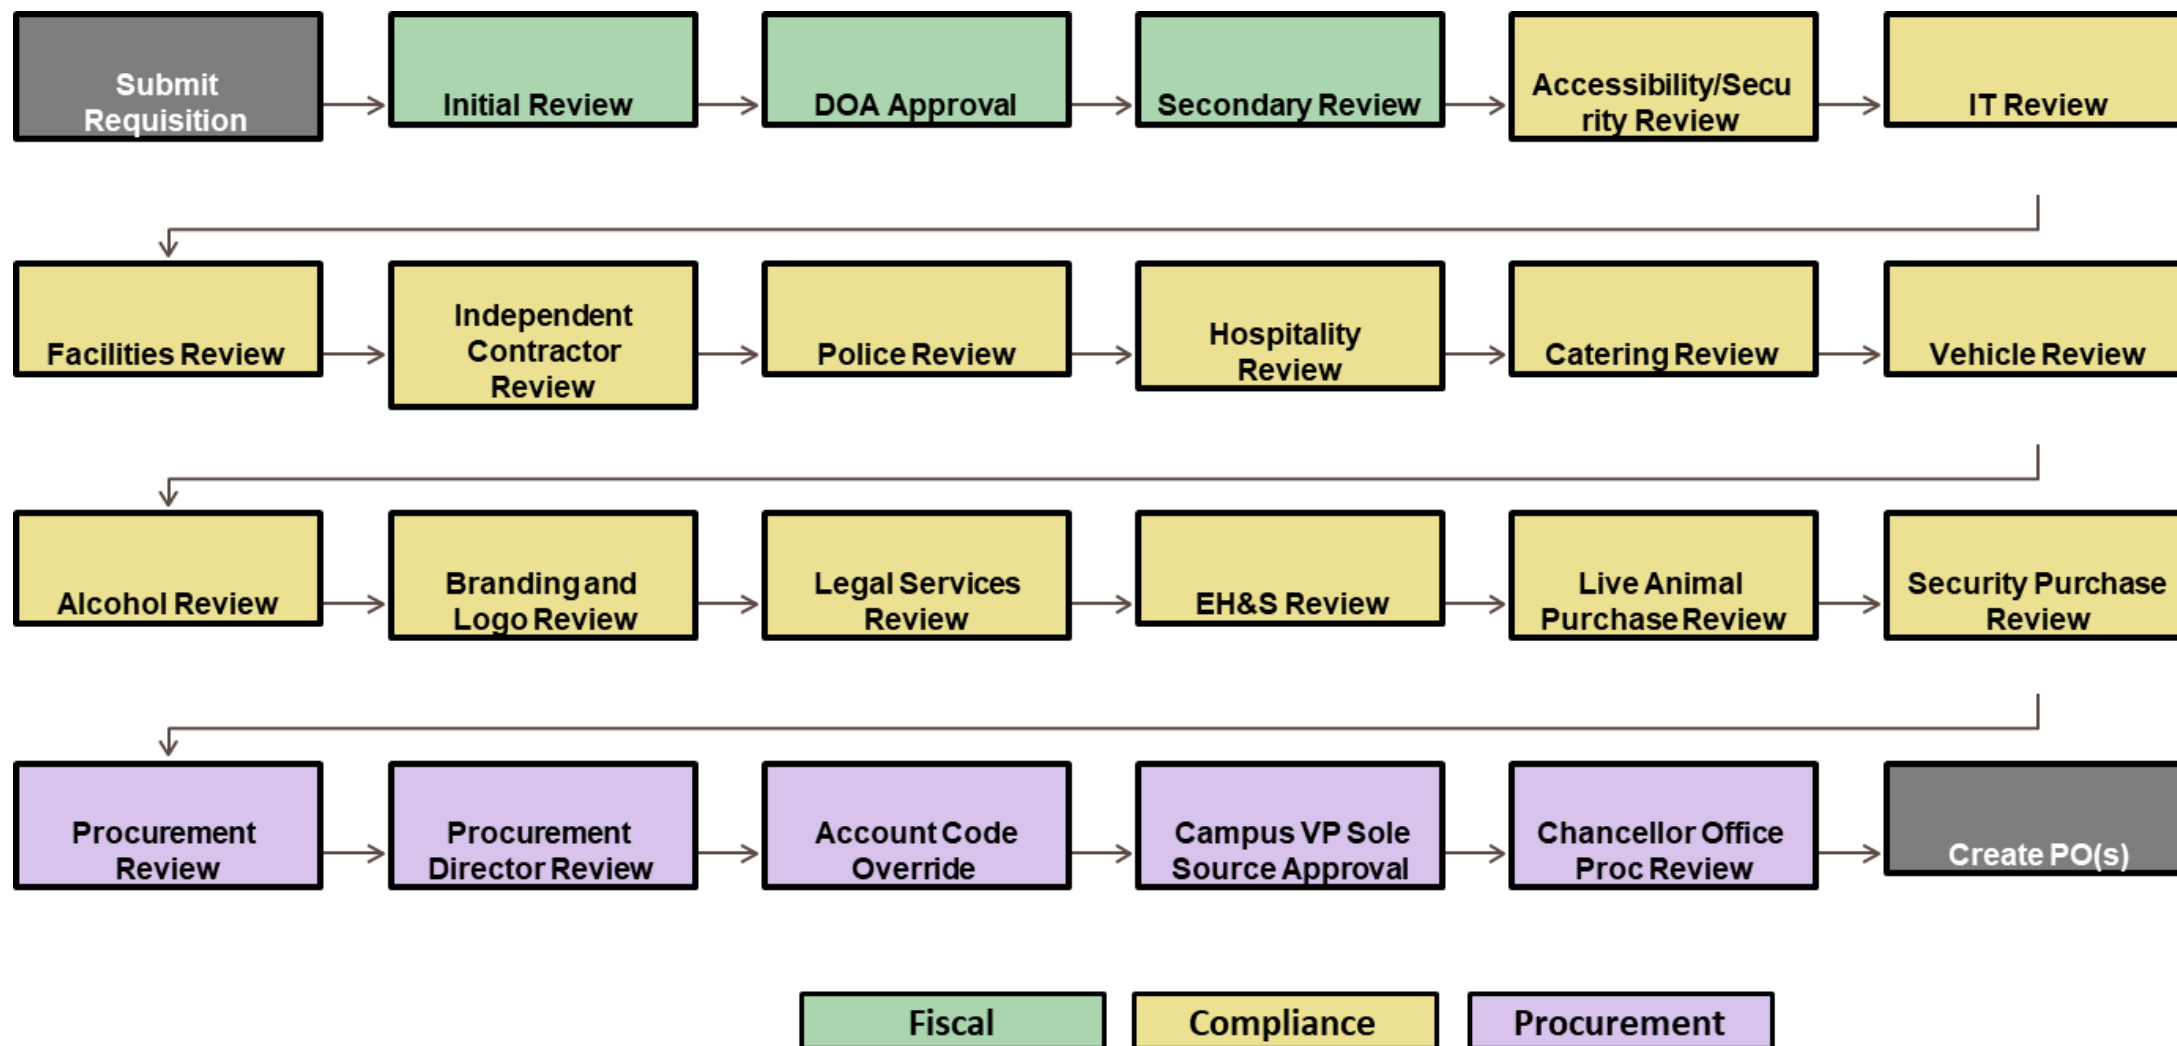 Submit
Requisition
Initial Review
DOA Approval
Secondary Review
Accessibility/Secu
rity Review
IT Review
Facilities Review
Independent
Contractor
Review
Police Review
Hospitality
Review
Catering Review
Vehicle Review
Alcohol Review
Branding and
Logo Review
Legal Services
Review
EH&S Review
Live Animal
Purchase Review
Security Purchase
Review
Procurement
Review
Procurement
Director Review
Account Code
Override
Campus VP Sole
Source Approval
Chancellor Office
Proc Review
Create PO(s)
Fiscal
Compliance
Procurement